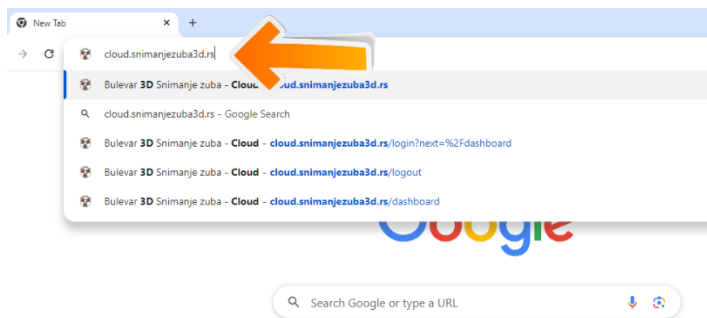 New Tab
cloud.snimanjezuba3d.rs
Bulevar 3D Snimanje zuba - Cloud - cloud.snimanjezuba3d.rs
cloud.snimanjezuba3d.rs - Google Search
Bulevar 3D Snimanje zuba - Cloud - cloud.snimanjezuba3d.rs/login?next=%2Fdashboard
Bulevar 3D Snimanje zuba - Cloud - cloud.snimanjezuba3d.rs/logout
Bulevar 3D Snimanje zuba - Cloud - cloud.snimanjezuba3d.rs/dashboard
Google
Search Google or type a URL